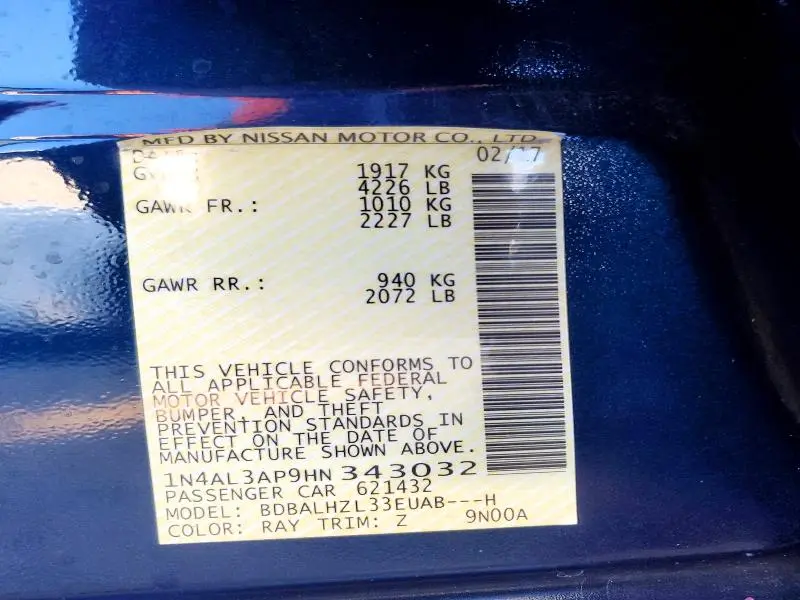 MFD BY NISSAN MOTOR CO., LTD.
02/17
1917 KG
4226 LB
GAWR FR.: 1010 KG
2227 LB
GAWR RR.: 940 KG
2072 LB
THIS VEHICLE CONFORMS TO
ALL APPLICABLE FEDERAL
MOTOR VEHICLE SAFETY,
BUMPER, AND THEFT
PREVENTION STANDARDS IN
EFFECT ON THE DATE OF
MANUFACTURE SHOWN ABOVE.
1N4AL3AP9HN343032
PASSENGER CAR 621432
MODEL: BDBALHZL33EUAB---H
COLOR: RAY TRIM: Z 9N00A